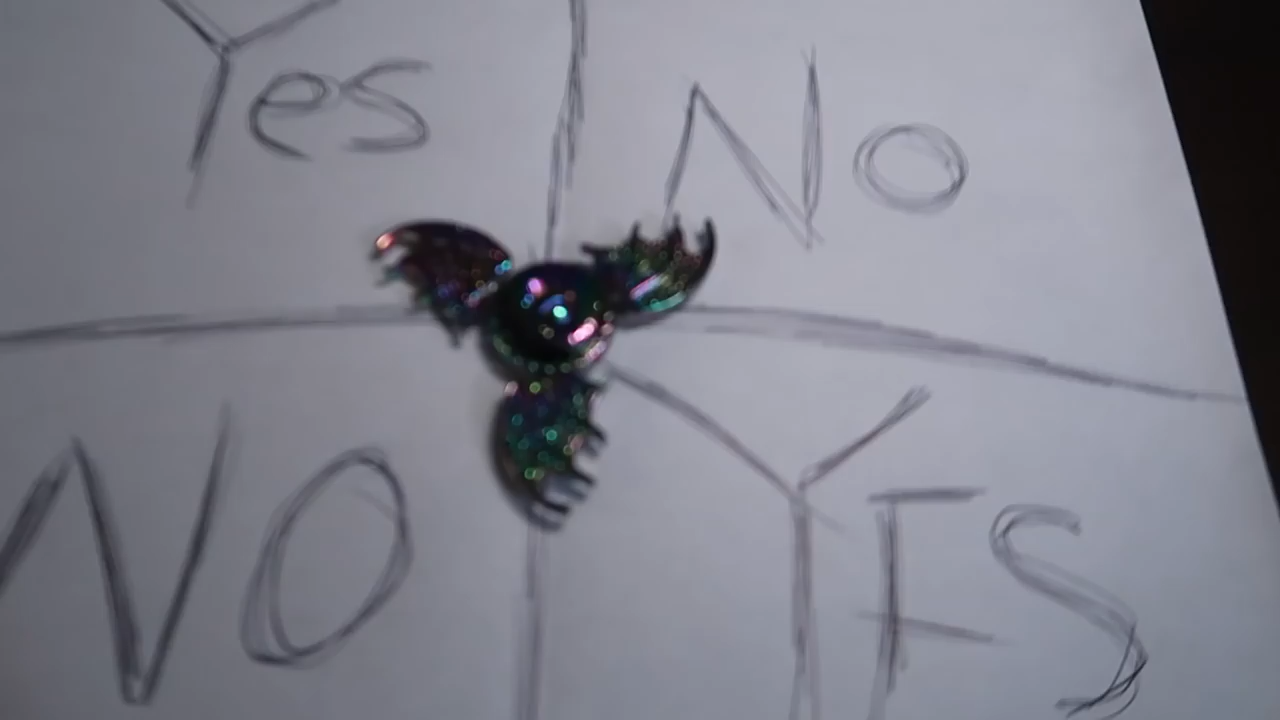 Yes No
NO YES